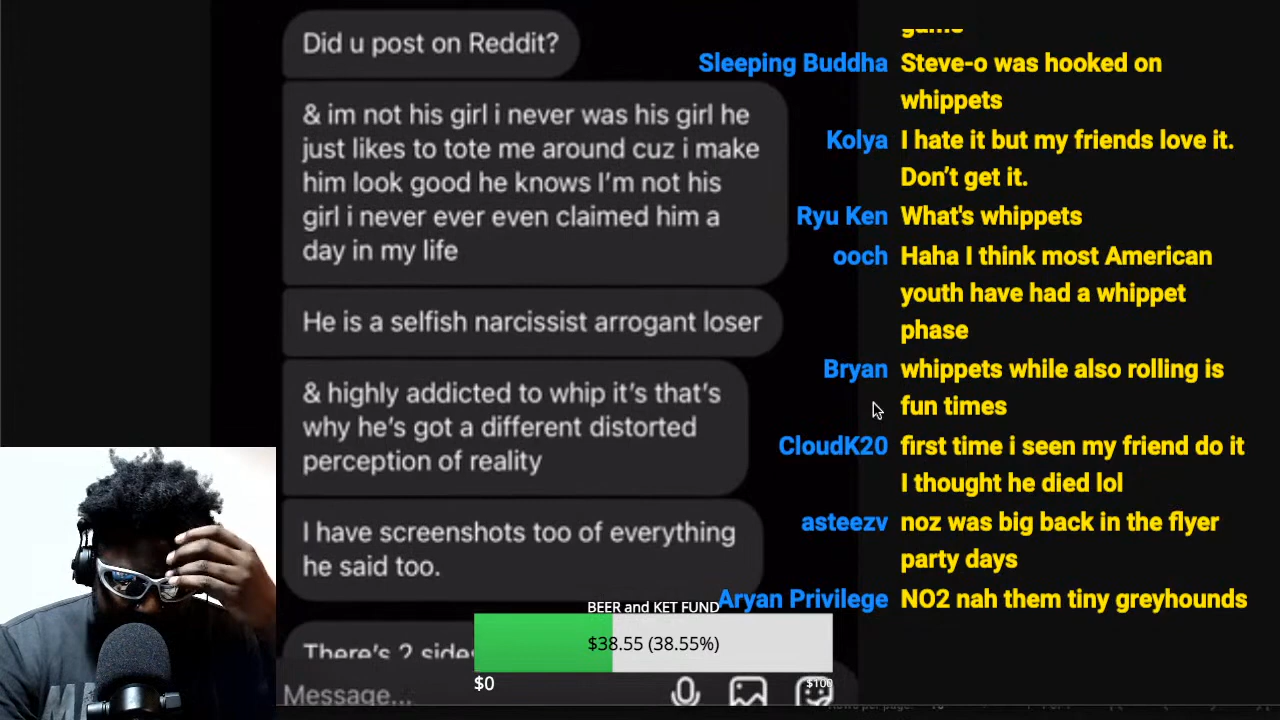 Did u post on Reddit?
& im not his girl i never was his girl he
just likes to tote me around cuz i make
him look good he knows I'm not his
girl i never ever even claimed him a
day in my life
He is a selfish narcissist arrogant loser
& highly addicted to whip it's that's
why he's got a different distorted
perception of reality
I have screenshots too of everything
he said too.
There's 2 sides
Message...
BEER and KET FUND
$38.55 (38.55%)
$0
$100
game
Sleeping Buddha Steve-o was hooked on
whippets
Kolya I hate it but my friends love it.
Don't get it.
Ryu Ken What's whippets
ooch Haha I think most American
youth have had a whippet
phase
Bryan whippets while also rolling is
fun times
CloudK20 first time i seen my friend do it
I thought he died lol
asteezv noz was big back in the flyer
party days
Aryan Privilege NO2 nah them tiny greyhounds